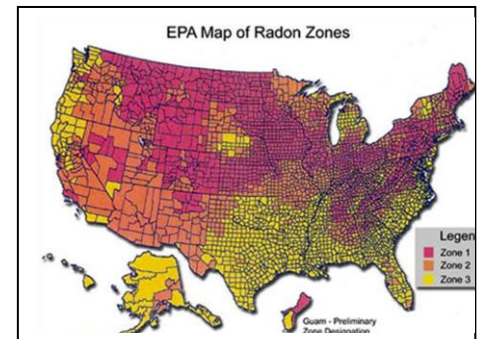 EPA Map of Radon Zones
Legen
Zone 1
Zone 2
Zone 3
Guam - Preliminary
Zone Designation